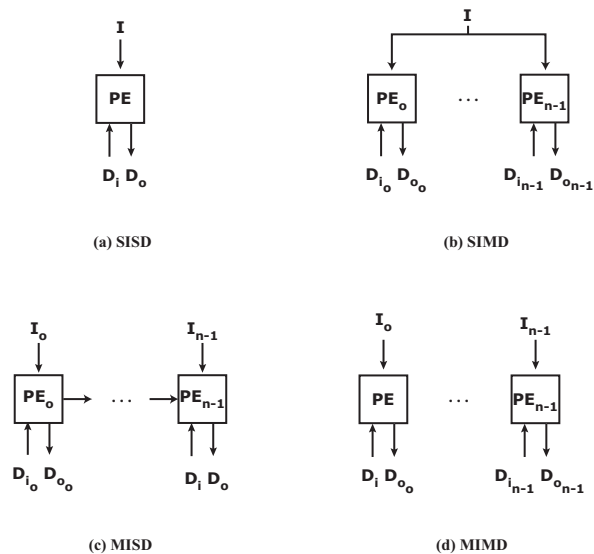 I
PE
D_i D_o
(a) SISD
I
PE_o ... PE_n-1
D_i_o D_o_o D_i_n-1 D_o_n-1
(b) SIMD
I_o I_n-1
PE_o ... PE_n-1
D_i_o D_o_o D_i D_o
(c) MISD
I_o I_n-1
PE ... PE_n-1
D_i D_o_o D_i_n-1 D_o_n-1
(d) MIMD